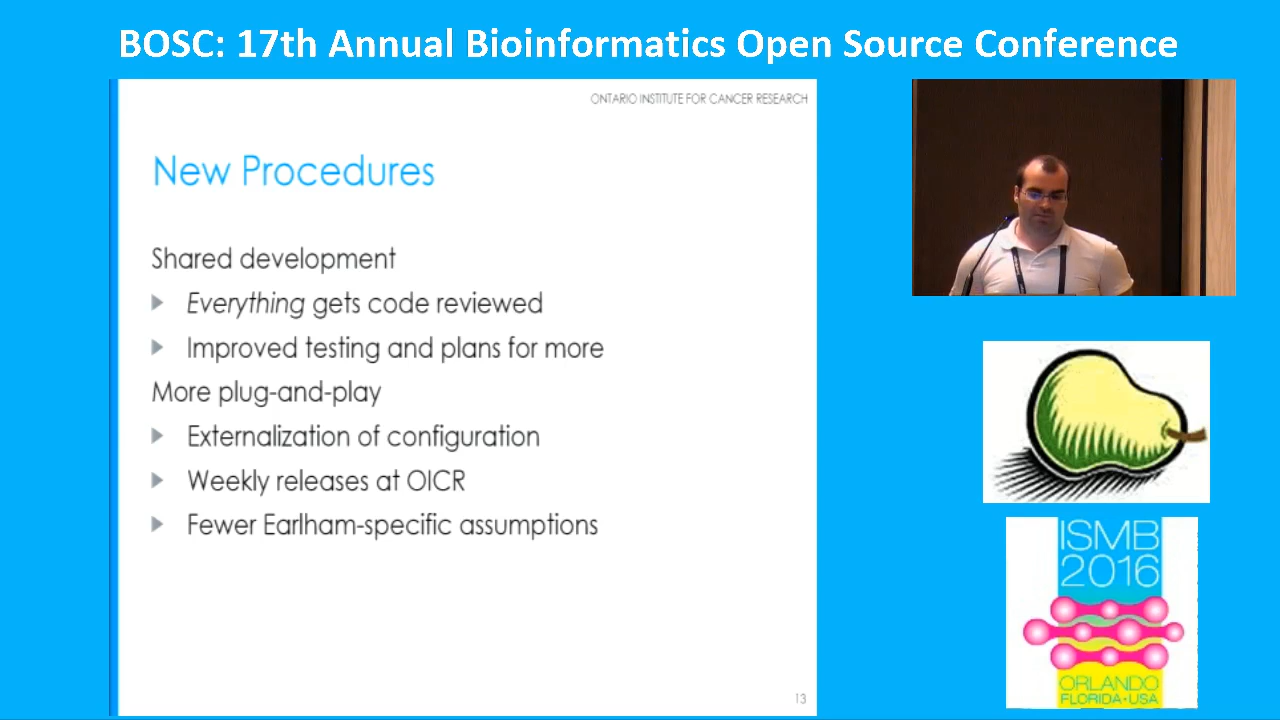 BOSC: 17th Annual Bioinformatics Open Source Conference
ONTARIO INSTITUTE FOR CANCER RESEARCH
New Procedures
Shared development
Everything gets code reviewed
Improved testing and plans for more
More plug-and-play
Externalization of configuration
Weekly releases at OICR
Fewer Earlham-specific assumptions
13
ISMB
2016
ORLANDO
FLORIDA•USA